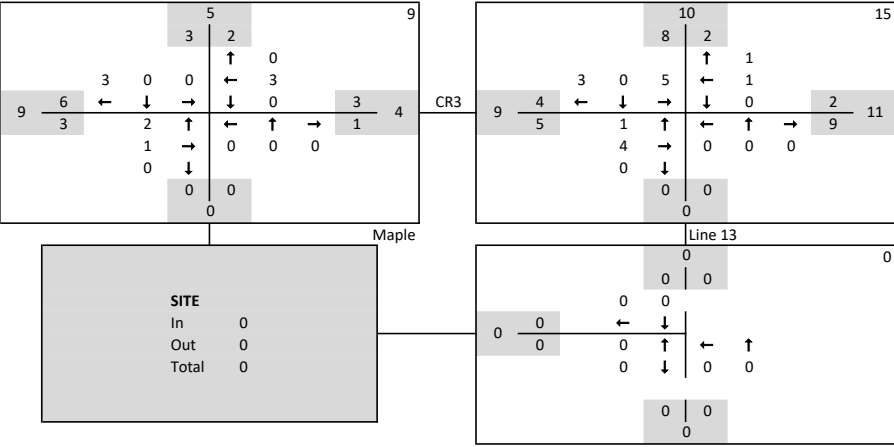 5 9 10 15
3 2 8 2
↑ 0 ↑ 1
3 0 0 ← 3 3 0 5 ← 1
9 6 ← ↓ → ↓ 0 3 4 CR3 9 4 ← ↓ → ↓ 0 2 11
3 2 ↑ ← ↑ → 1 5 1 ↑ ← ↑ → 9
1 → 0 0 0 4 → 0 0 0
0 ↓ 0 ↓
0 0 0 0
0 0
Maple Line 13
0 0
0 0
SITE 0 0
In 0 0 0 ← ↓
Out 0 0 0 ↑ ← ↑
Total 0 0 ↓ 0 0
0 0
0